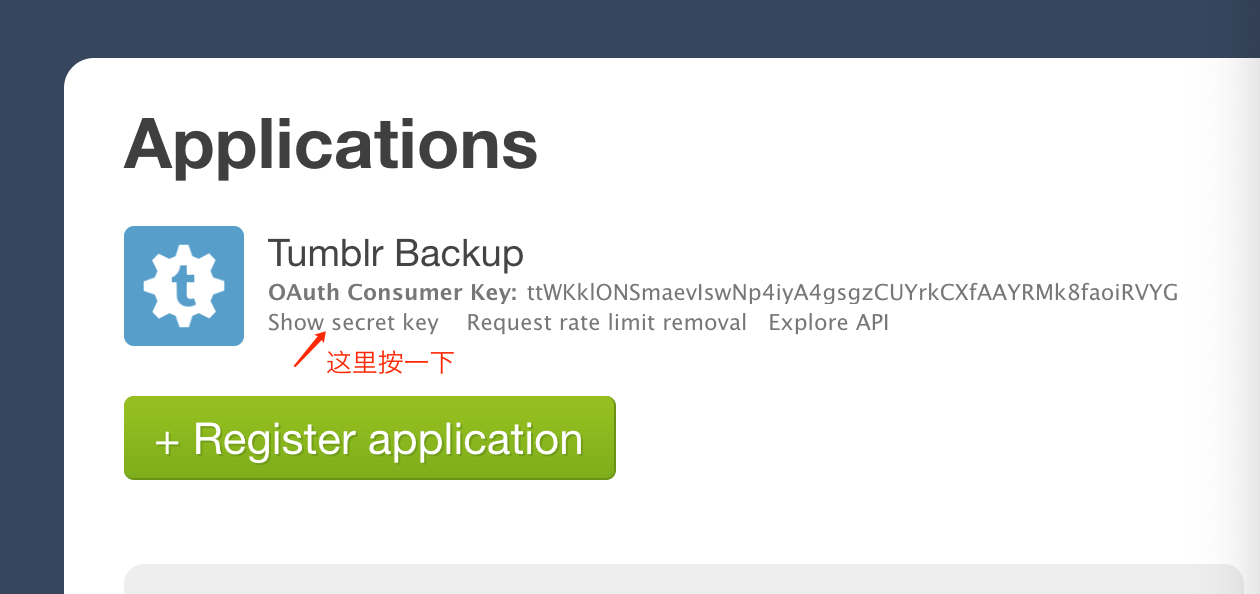 Applications
t
Tumblr Backup
OAuth Consumer Key: ttWKklONSmaevIswNp4iyA4gsgzCUYrkCXfAAYRMk8faoiRVYG
Show secret key Request rate limit removal Explore API
这里按一下
+ Register application